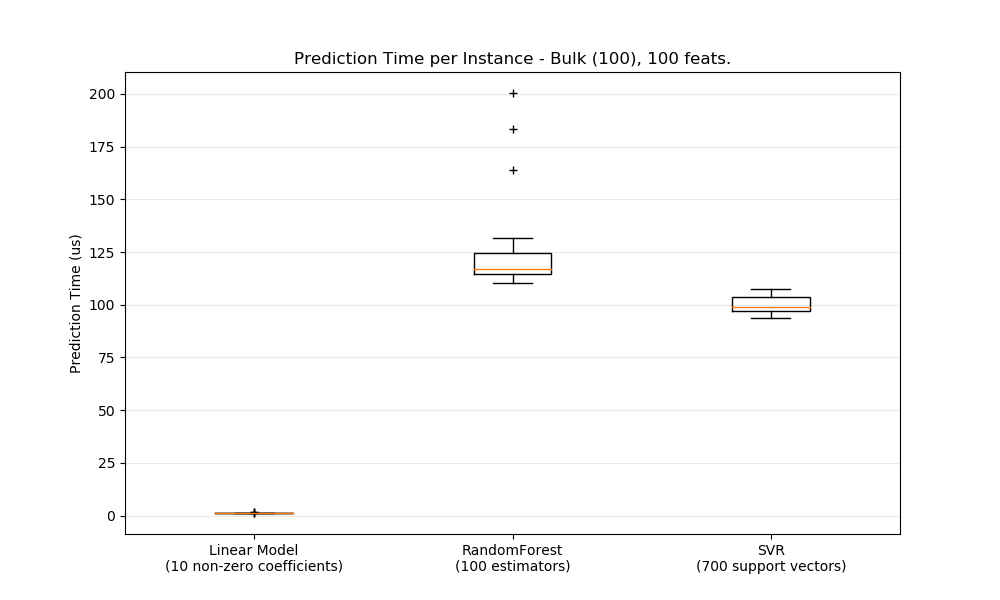 Prediction Time per Instance - Bulk (100), 100 feats.
200
175
150
125
100
75
50
25
0
Prediction Time (us)
Linear Model
(10 non-zero coefficients)
RandomForest
(100 estimators)
SVR
(700 support vectors)